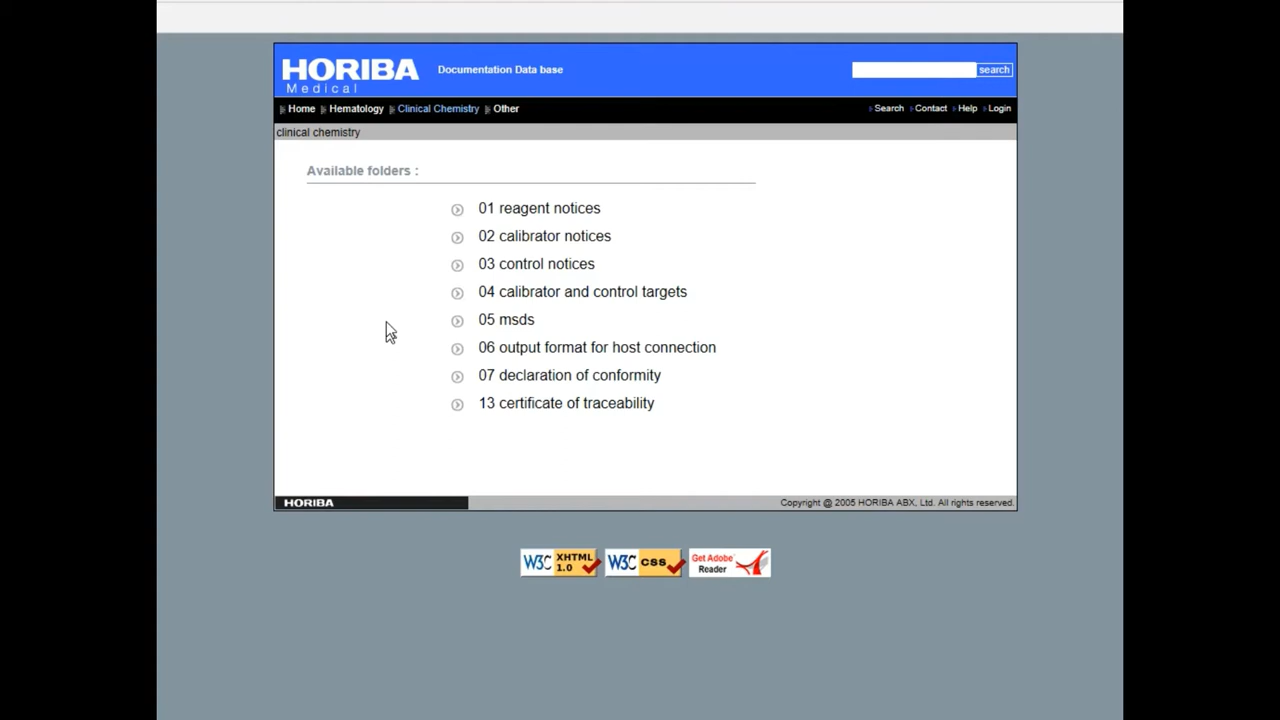 HORIBA
Medical
Documentation Data base
search
Home Hematology Clinical Chemistry Other
Search Contact Help Login
clinical chemistry
Available folders :
01 reagent notices
02 calibrator notices
03 control notices
04 calibrator and control targets
05 msds
06 output format for host connection
07 declaration of conformity
13 certificate of traceability
HORIBA
Copyright @ 2005 HORIBA ABX, Ltd. All rights reserved.
W3C XHTML 1.0
W3C CSS
Get Adobe Reader